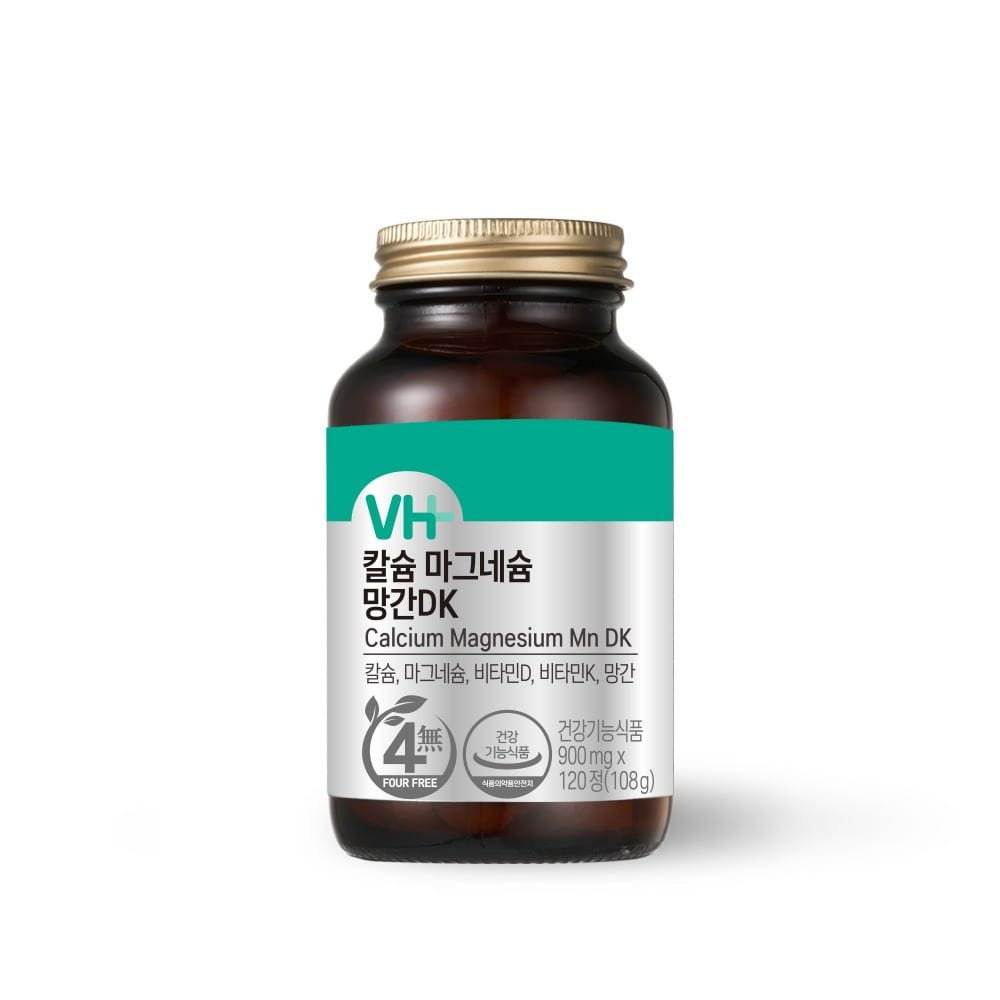 VH+
칼슘 마그네슘
망간DK
Calcium Magnesium Mn DK
칼슘, 마그네슘, 비타민D, 비타민K, 망간
4無
FOUR FREE
건강
기능식품
식품의약품안전처
건강기능식품
900mg x
120정(108g)